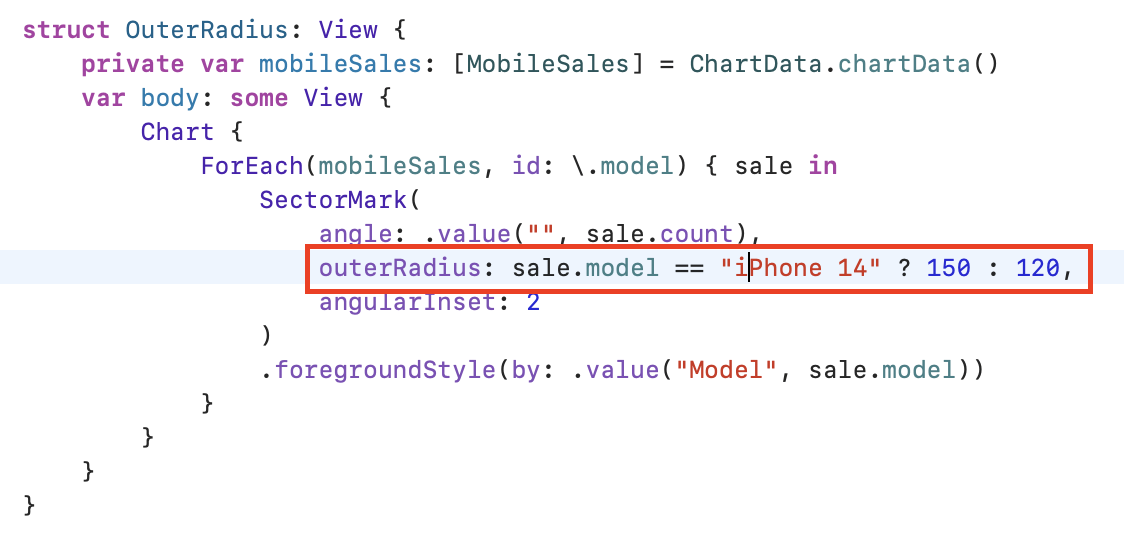 struct OuterRadius: View {
    private var mobileSales: [MobileSales] = ChartData.chartData()
    var body: some View {
        Chart {
            ForEach(mobileSales, id: \.model) { sale in
                SectorMark(
                    angle: .value("", sale.count),
                    outerRadius: sale.model == "iPhone 14" ? 150 : 120,
                    angularInset: 2
                )
                .foregroundStyle(by: .value("Model", sale.model))
            }
        }
    }
}